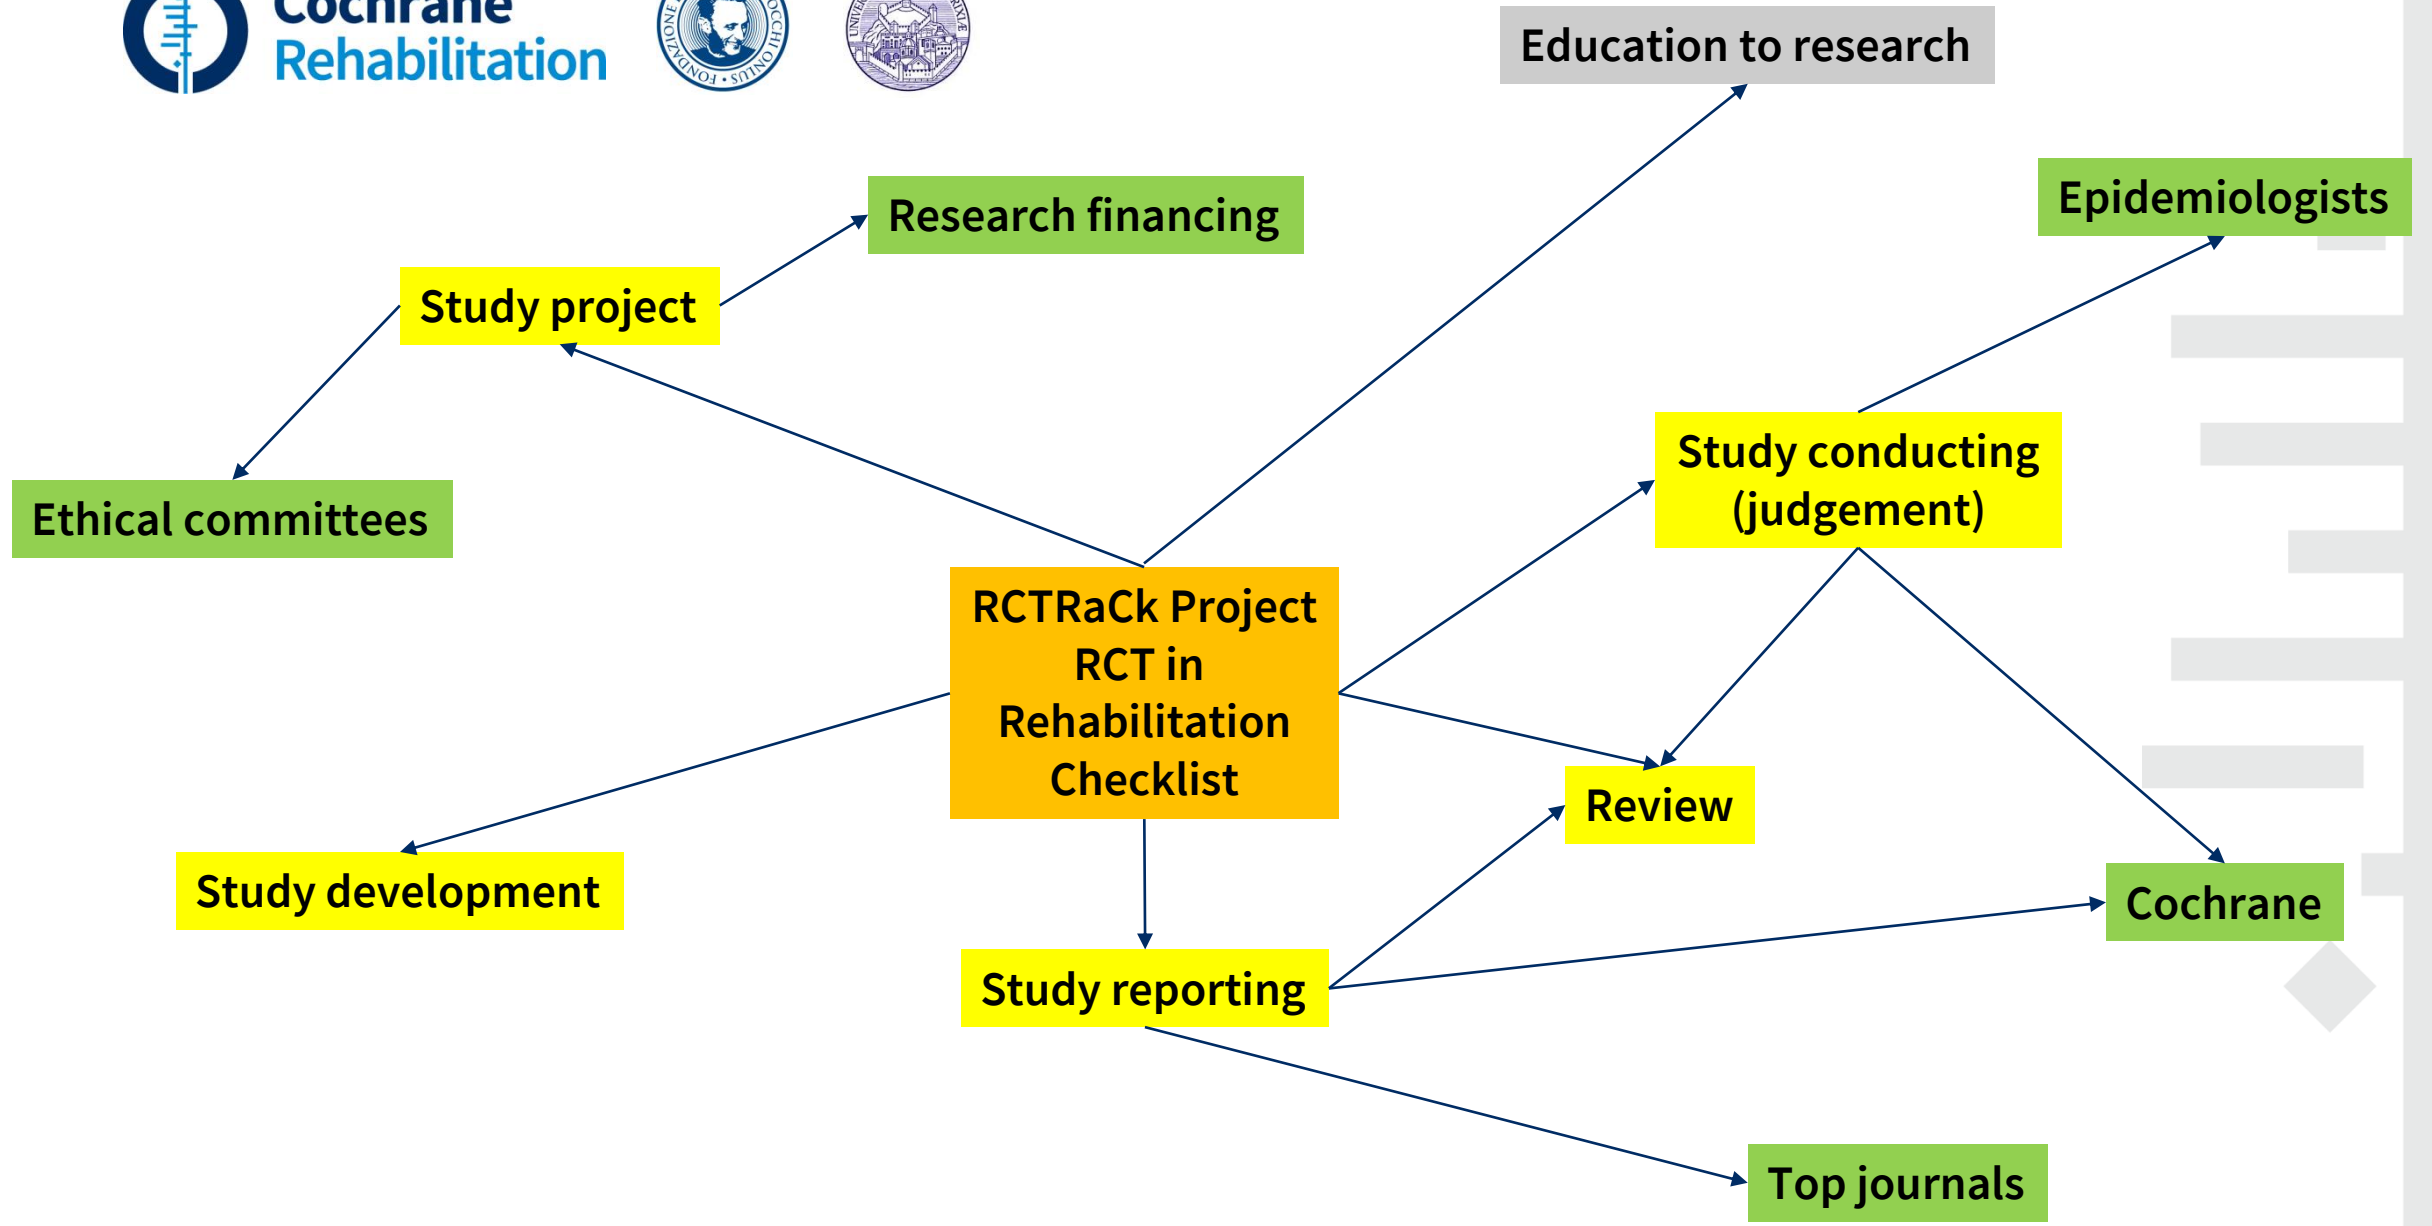 Cochrane
Rehabilitation
Education to research
Epidemiologists
Research financing
Study project
Study conducting
(judgement)
Ethical committees
RCTRaCk Project
RCT in
Rehabilitation
Checklist
Review
Study development
Cochrane
Study reporting
Top journals